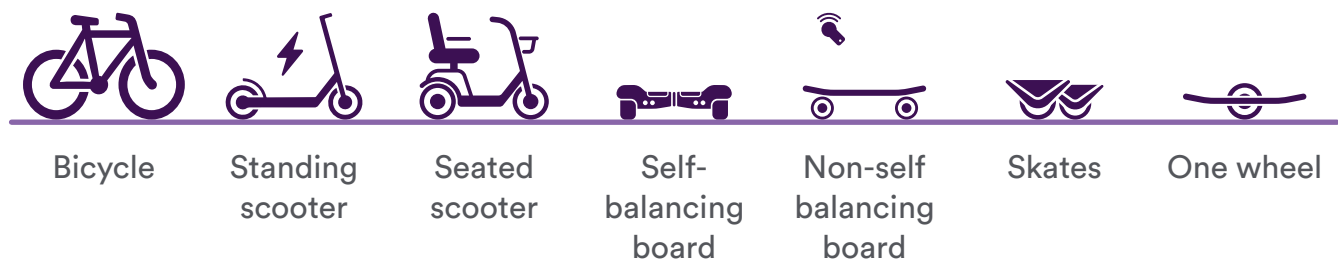 Bicycle
Standing
scooter
Seated
scooter
Self-
balancing
board
Non-self
balancing
board
Skates
One wheel